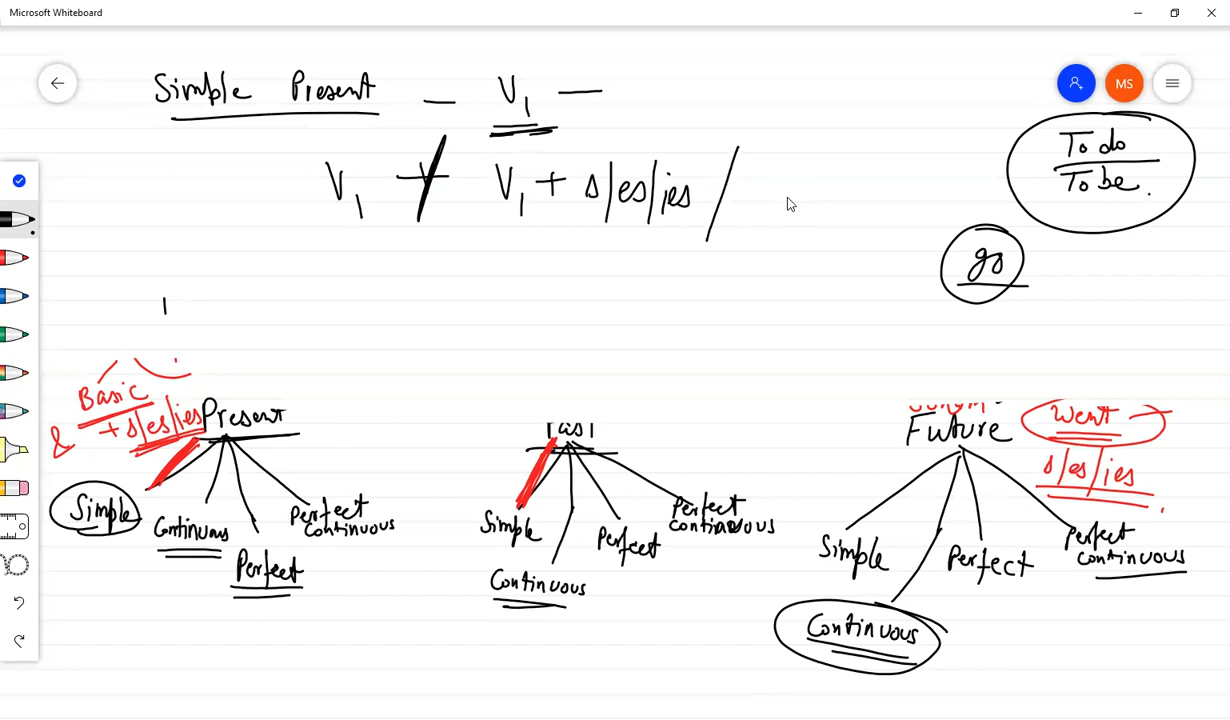 Microsoft Whiteboard
MS
Simple Present - V1 -
V1 + V1 + s/es/ies /
To do
To be.
go
Basic
& + s/es/ies
Present
Simple
Continuous
Perfect
Perfect Continuous
Past
Simple
Continuous
Perfect
Perfect Continuous
Future
Went
s/es/ies
Simple
Continuous
Perfect
Perfect Continuous